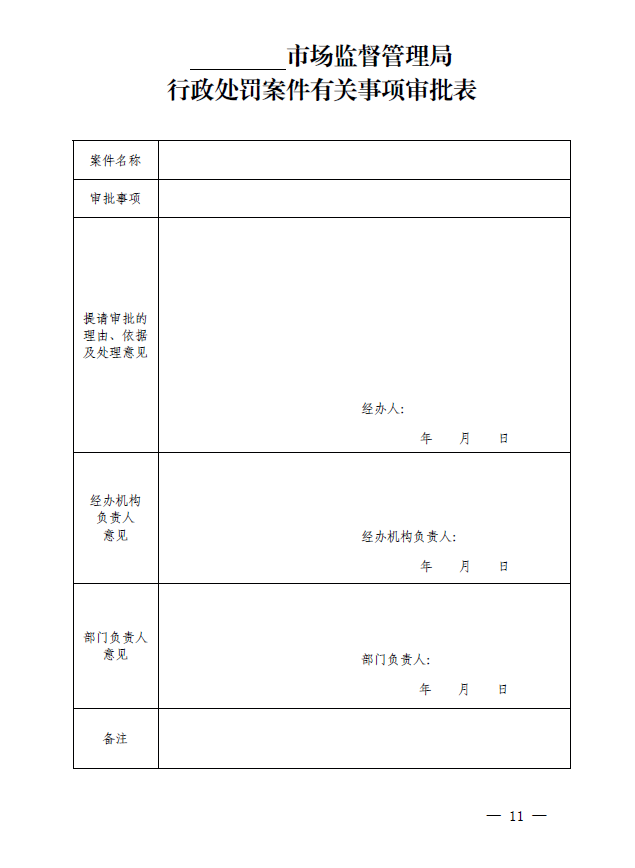 ________市场监督管理局
行政处罚案件有关事项审批表
案件名称
审批事项
提请审批的
理由、依据
及处理意见
经办人：
年 月 日
经办机构
负责人
意见
经办机构负责人：
年 月 日
部门负责人
意见
部门负责人：
年 月 日
备注
— 11 —